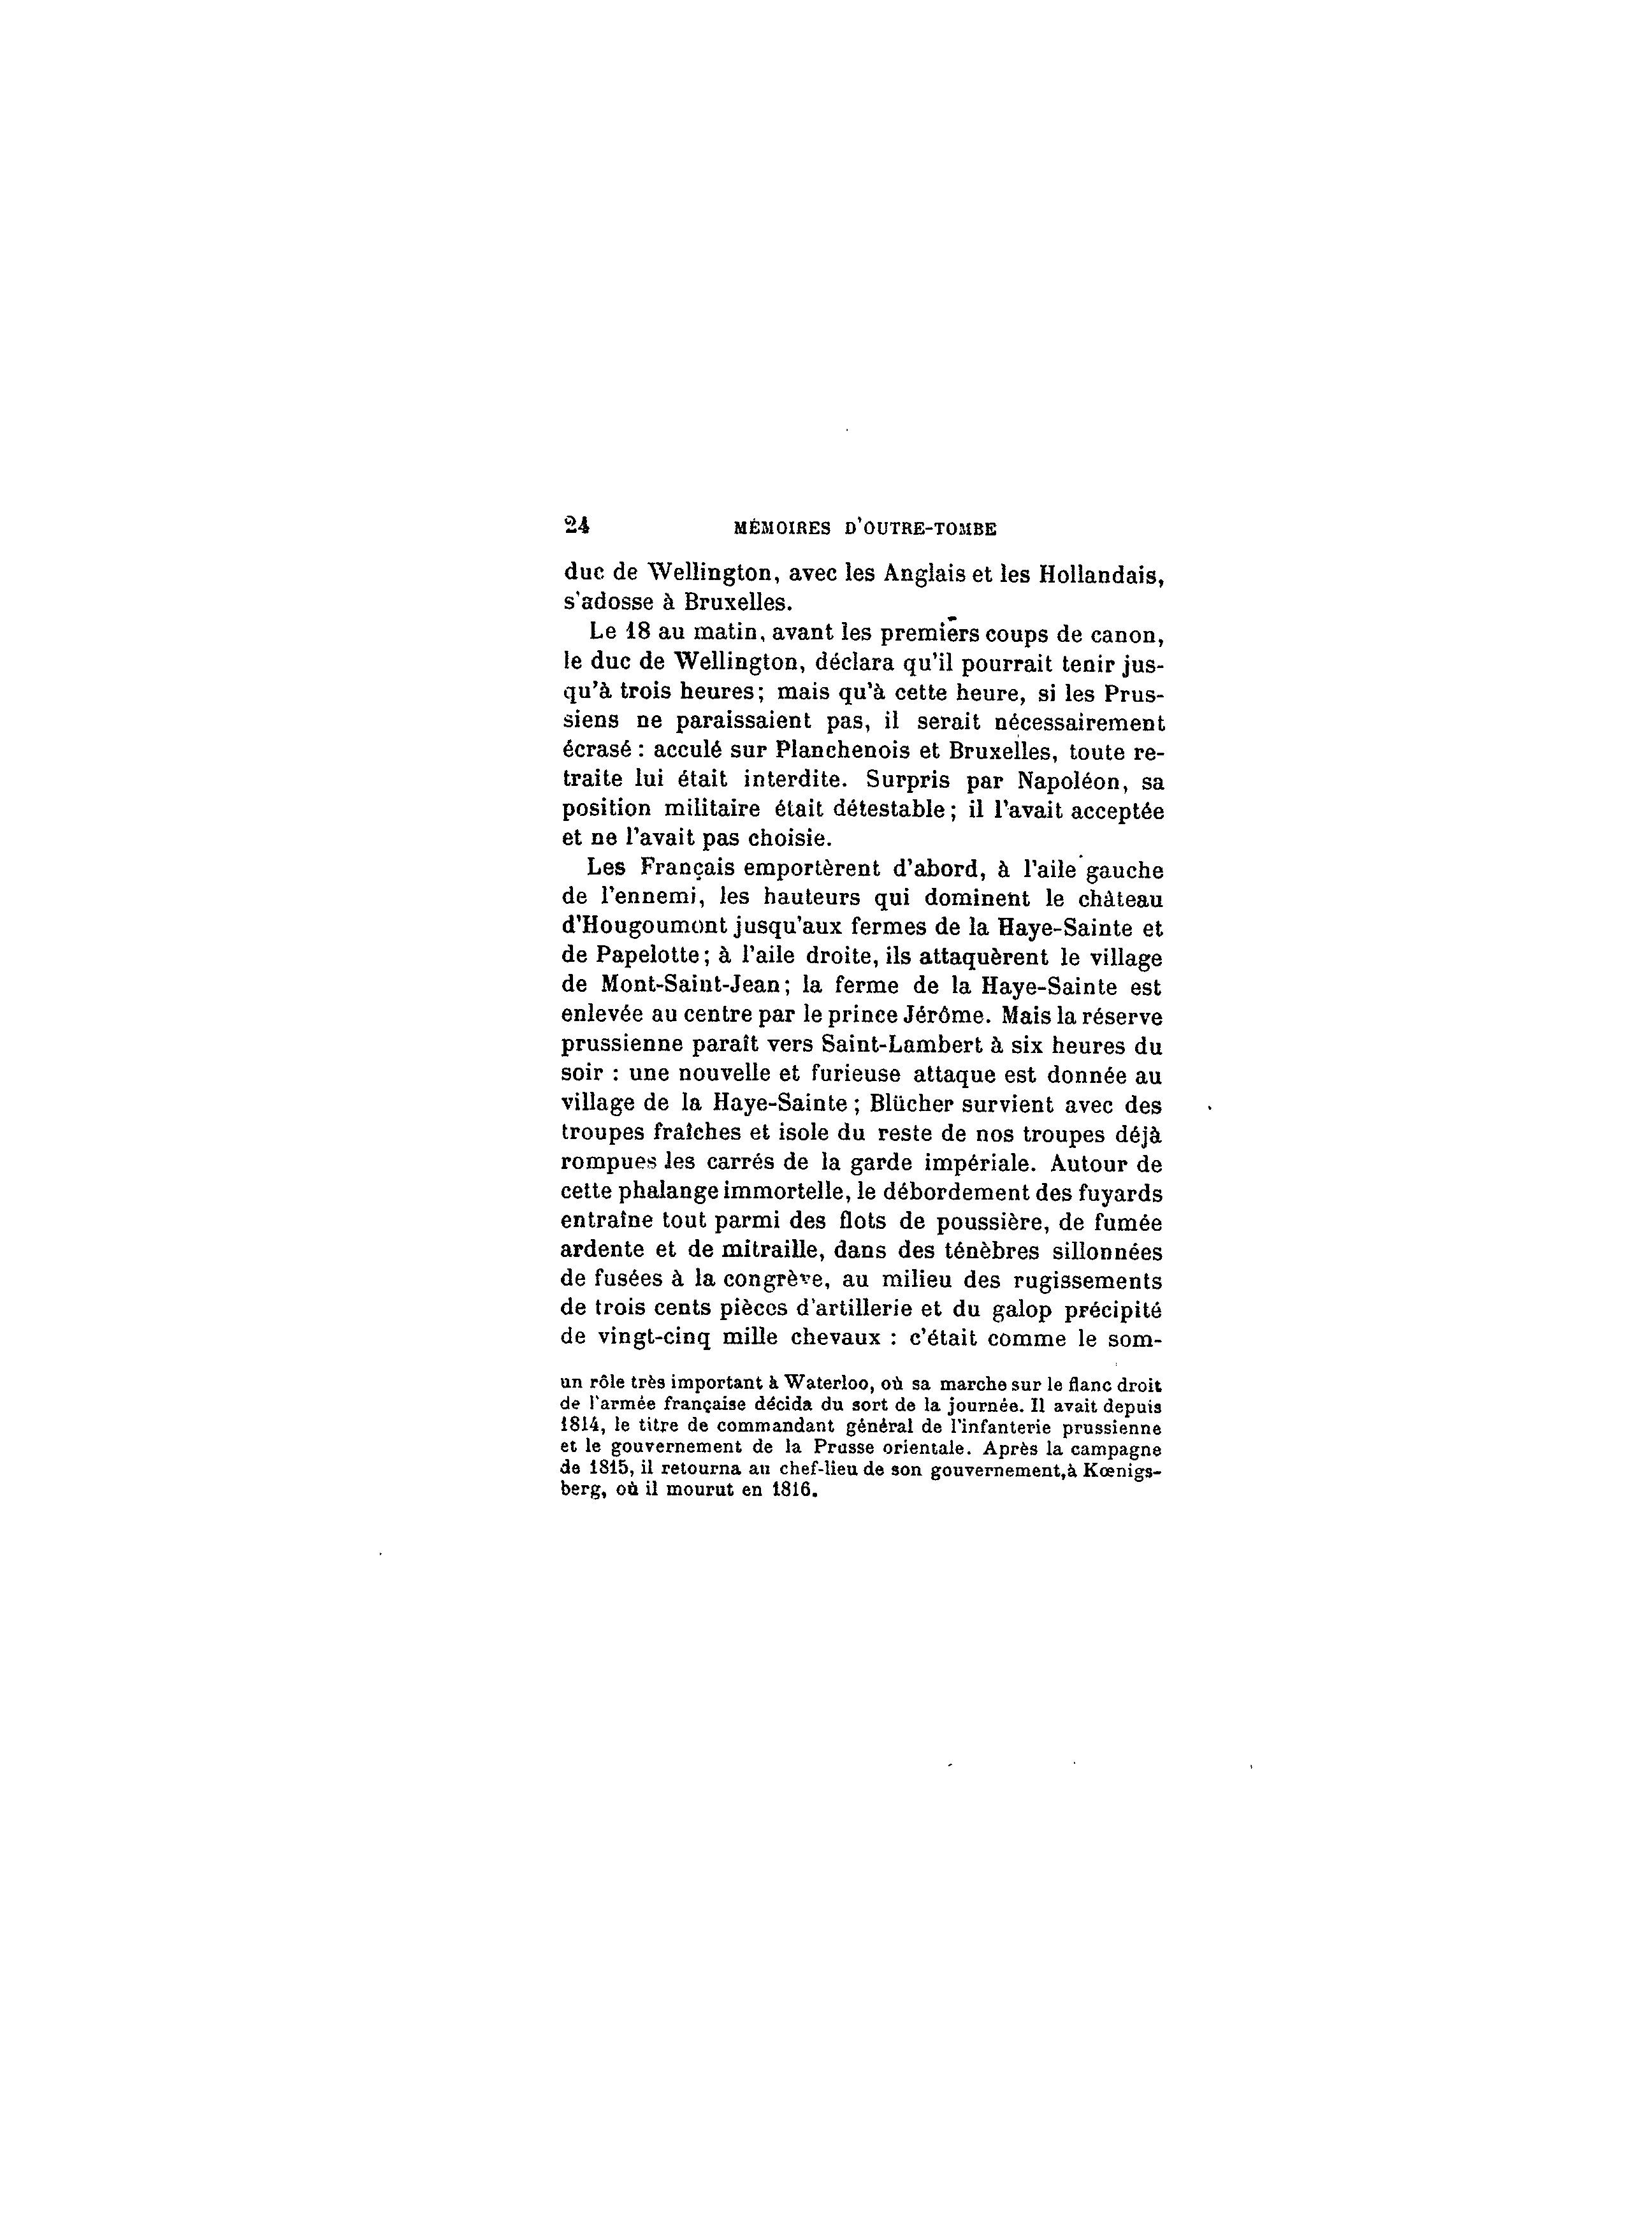 24 MÉMOIRES D'OUTRE-TOMBE
duc de Wellington, avec les Anglais et les Hollandais,
s'adosse à Bruxelles.
Le 18 au matin, avant les premiers coups de canon,
le duc de Wellington, déclara qu'il pourrait tenir jus-
qu'à trois heures; mais qu'à cette heure, si les Prus-
siens ne paraissaient pas, il serait nécessairement
écrasé : acculé sur Planchenois et Bruxelles, toute re-
traite lui était interdite. Surpris par Napoléon, sa
position militaire était détestable; il l'avait acceptée
et ne l'avait pas choisie.
Les Français emportèrent d'abord, à l'aile gauche
de l'ennemi, les hauteurs qui dominent le château
d'Hougoumont jusqu'aux fermes de la Haye-Sainte et
de Papelotte; à l'aile droite, ils attaquèrent le village
de Mont-Saint-Jean; la ferme de la Haye-Sainte est
enlevée au centre par le prince Jérôme. Mais la réserve
prussienne paraît vers Saint-Lambert à six heures du
soir : une nouvelle et furieuse attaque est donnée au
village de la Haye-Sainte; Blücher survient avec des
troupes fraîches et isole du reste de nos troupes déjà
rompues les carrés de la garde impériale. Autour de
cette phalange immortelle, le débordement des fuyards
entraîne tout parmi des flots de poussière, de fumée
ardente et de mitraille, dans des ténèbres sillonnées
de fusées à la congrève, au milieu des rugissements
de trois cents pièces d'artillerie et du galop précipité
de vingt-cinq mille chevaux : c'était comme le som-
un rôle très important à Waterloo, où sa marche sur le flanc droit
de l'armée française décida du sort de la journée. Il avait depuis
1814, le titre de commandant général de l'infanterie prussienne
et le gouvernement de la Prusse orientale. Après la campagne
de 1815, il retourna au chef-lieu de son gouvernement, à Kœnigs-
berg, où il mourut en 1816.